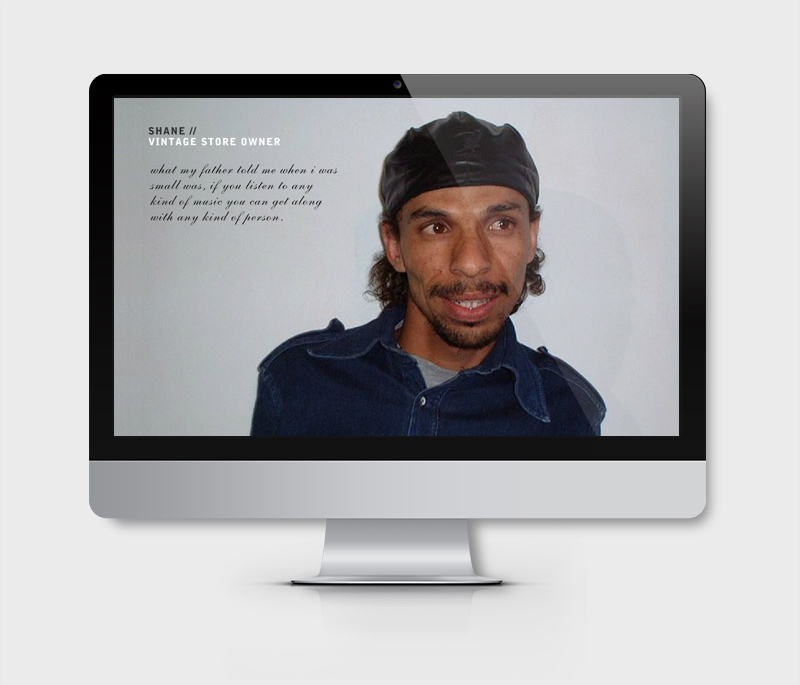 SHANE //
VINTAGE STORE OWNER
what my father told me when i was
small was, if you listen to any
kind of music you can get along
with any kind of person.